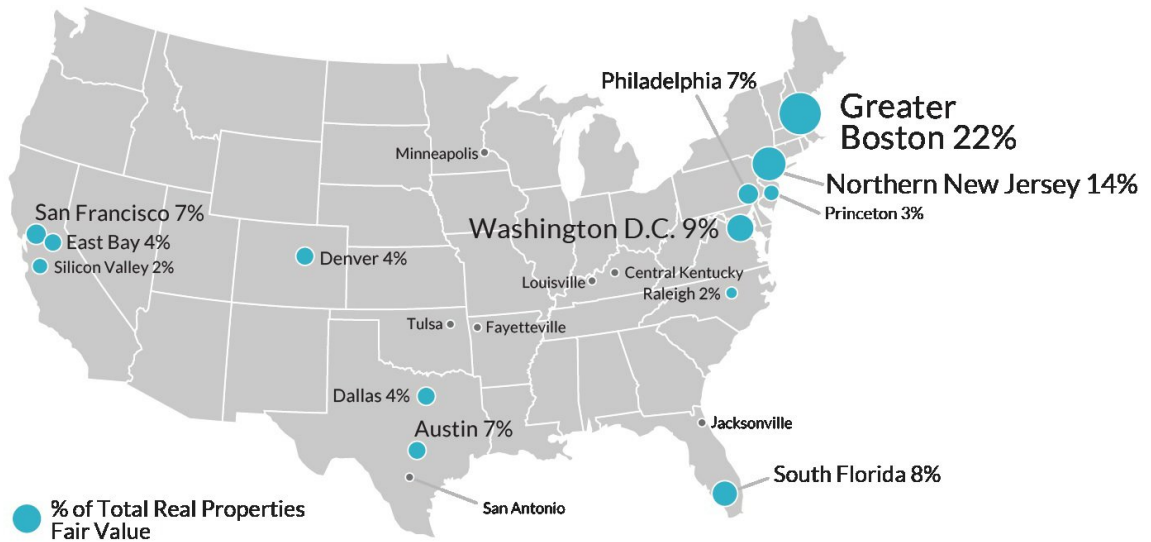 Philadelphia 7%
Greater
Boston 22%
Minneapolis
Northern New Jersey 14%
Princeton 3%
San Francisco 7%
Washington D.C. 9%
East Bay 4%
Denver 4%
Silicon Valley 2%
Central Kentucky
Louisville
Raleigh 2%
Tulsa
Fayetteville
Dallas 4%
Austin 7%
Jacksonville
South Florida 8%
San Antonio
% of Total Real Properties
Fair Value